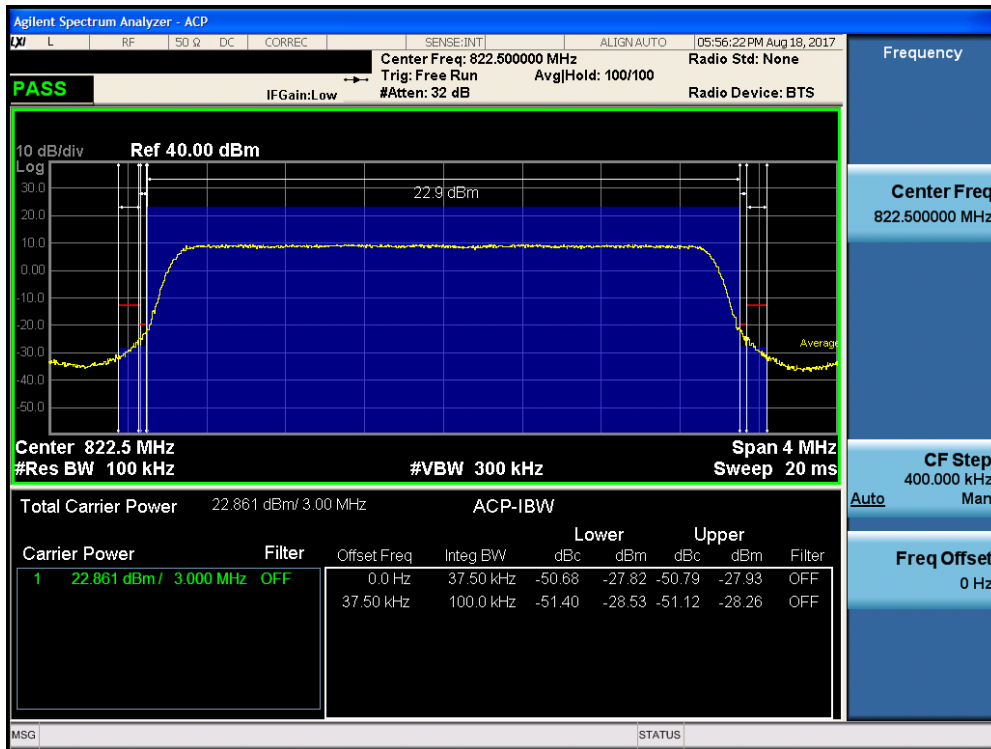 Agilent Spectrum Analyzer - ACP
LXI L RF 50 Ω DC CORREC SENSE:INT ALIGN AUTO 05:56:22 PM Aug 18, 2017
Center Freq: 822.500000 MHz Radio Std: None
Trig: Free Run Avg|Hold: 100/100
PASS IFGain:Low #Atten: 32 dB Radio Device: BTS
Frequency
10 dB/div Ref 40.00 dBm
Log
30.0
22.9 dBm
20.0
10.0
0.00
-10.0
-20.0
-30.0
Average
-40.0
-50.0
Center 822.5 MHz Span 4 MHz
#Res BW 100 kHz #VBW 300 kHz Sweep 20 ms
Total Carrier Power 22.861 dBm/ 3.00 MHz ACP-IBW
Lower Upper
Carrier Power Filter Offset Freq Integ BW dBc dBm dBc dBm Filter
1 22.861 dBm / 3.000 MHz OFF 0.0 Hz 37.50 kHz -50.68 -27.82 -50.79 -27.93 OFF
37.50 kHz 100.0 kHz -51.40 -28.53 -51.12 -28.26 OFF
Center Freq
822.500000 MHz
CF Step
400.000 kHz
Auto Man
Freq Offset
0 Hz
MSG STATUS